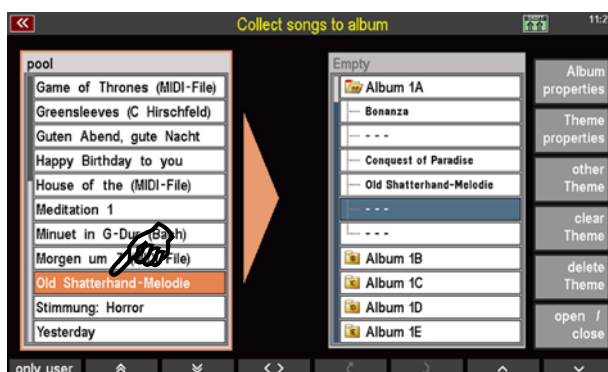 Collect songs to album
11:2
pool
Game of Thrones (MIDI-File)
Greensleeves (C Hirschfeld)
Guten Abend, gute Nacht
Happy Birthday to you
House of the (MIDI-File)
Meditation 1
Minuet in G-Dur (Bach)
Morgen um File)
Old Shatterhand-Melodie
Stimmung: Horror
Yesterday
Empty
Album 1A
Bonanza
- - -
Conquest of Paradise
Old Shatterhand-Melodie
- - -
- - -
Album 1B
Album 1C
Album 1D
Album 1E
Album
properties
Theme
properties
other
Theme
clear
Theme
delete
Theme
open /
close
only user